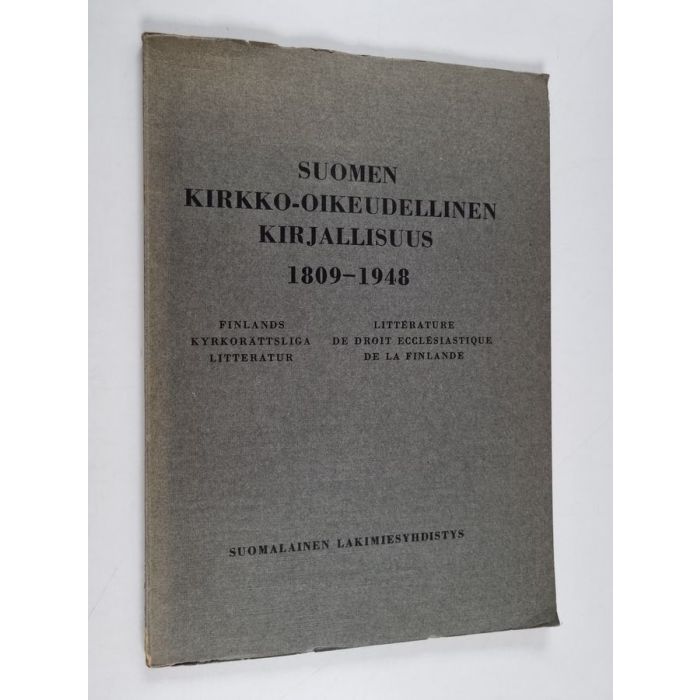 SUOMEN
KIRKKO-OIKEUDELLINEN
KIRJALLISUUS
1809–1948
FINLANDS
KYRKORÄTTSLIGA
LITTERATUR
LITTÉRATURE
DE DROIT ECCLÉSIASTIQUE
DE LA FINLANDE
SUOMALAINEN LAKIMIESYHDISTYS